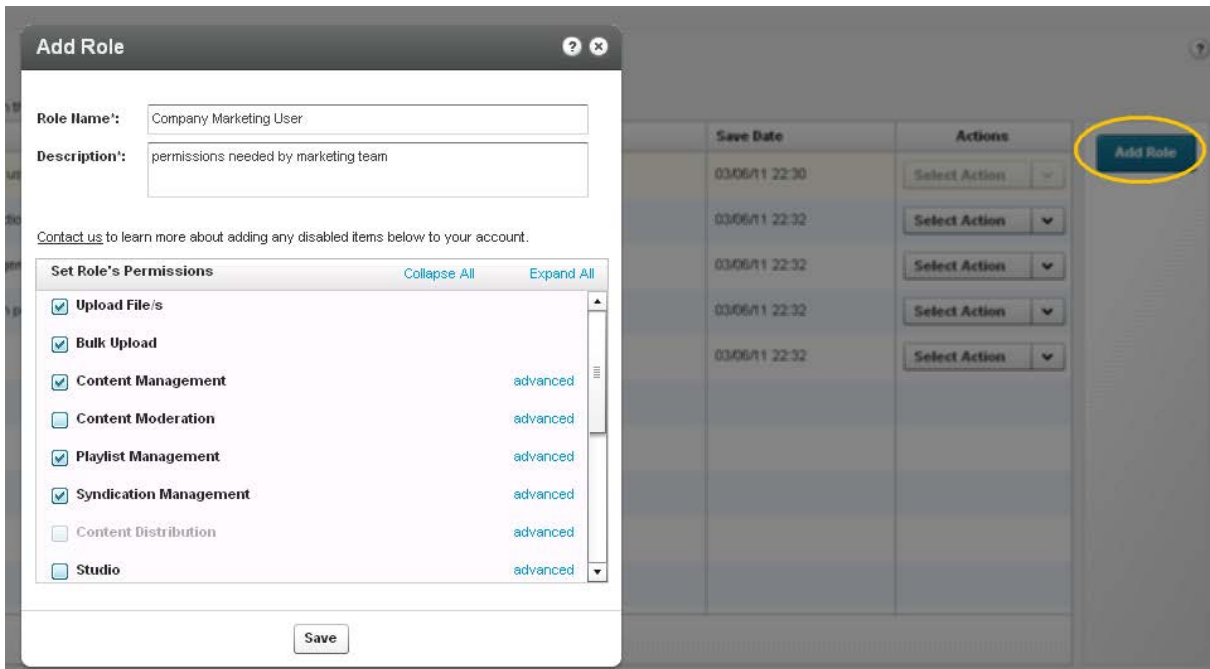 Add Role
?
Role Name*: Company Marketing User
Description*: permissions needed by marketing team
Contact us to learn more about adding any disabled items below to your account.
Set Role's Permissions Collapse All Expand All
Upload File/s
Bulk Upload
Content Management advanced
Content Moderation advanced
Playlist Management advanced
Syndication Management advanced
Content Distribution advanced
Studio advanced
Save
?
Save Date Actions
Add Role
03/06/11 22:30 Select Action
03/06/11 22:32 Select Action
03/06/11 22:32 Select Action
03/06/11 22:32 Select Action
03/06/11 22:32 Select Action